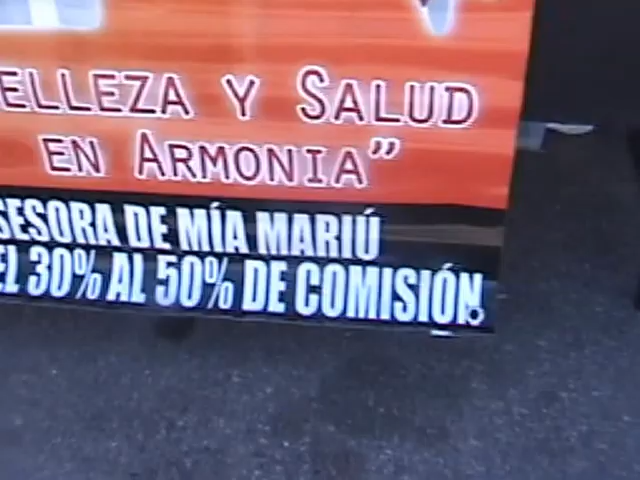 ELLEZA Y SALUD
EN ARMONIA"
SESORA DE MÍA MARIÚ
EL 30% AL 50% DE COMISIÓN